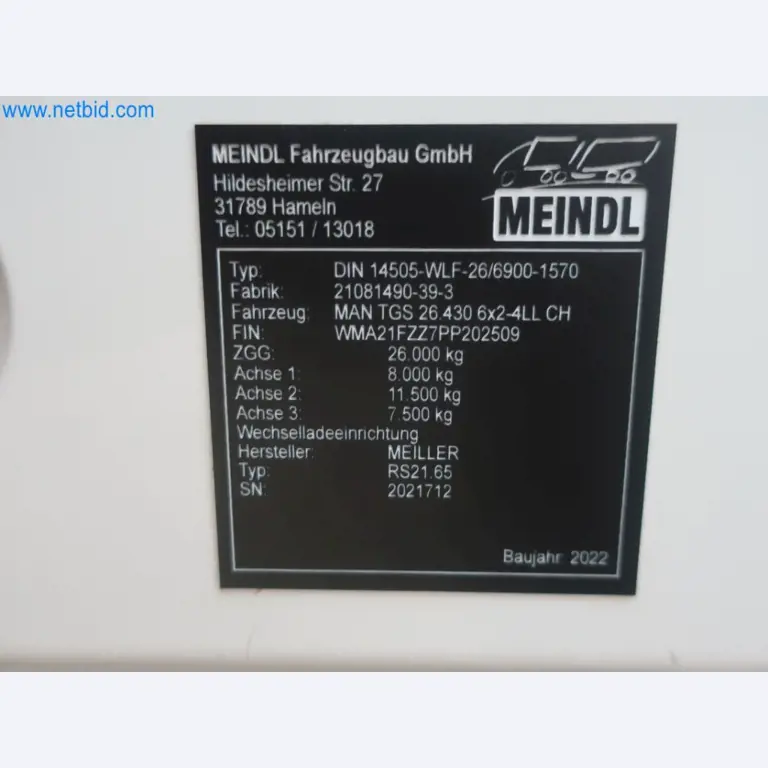 www.netbid.com
MEINDL Fahrzeugbau GmbH
Hildesheimer Str. 27
31789 Hameln
Tel.: 05151 / 13018
MEINDL
Typ: DIN 14505-WLF-26/6900-1570
Fabrik: 21081490-39-3
Fahrzeug: MAN TGS 26.430 6x2-4LL CH
FIN: WMA21FZZ7PP202509
ZGG: 26.000 kg
Achse 1: 8.000 kg
Achse 2: 11.500 kg
Achse 3: 7.500 kg
Wechselladeeinrichtung
Hersteller: MEILLER
Typ: RS21.65
SN: 2021712
Baujahr: 2022